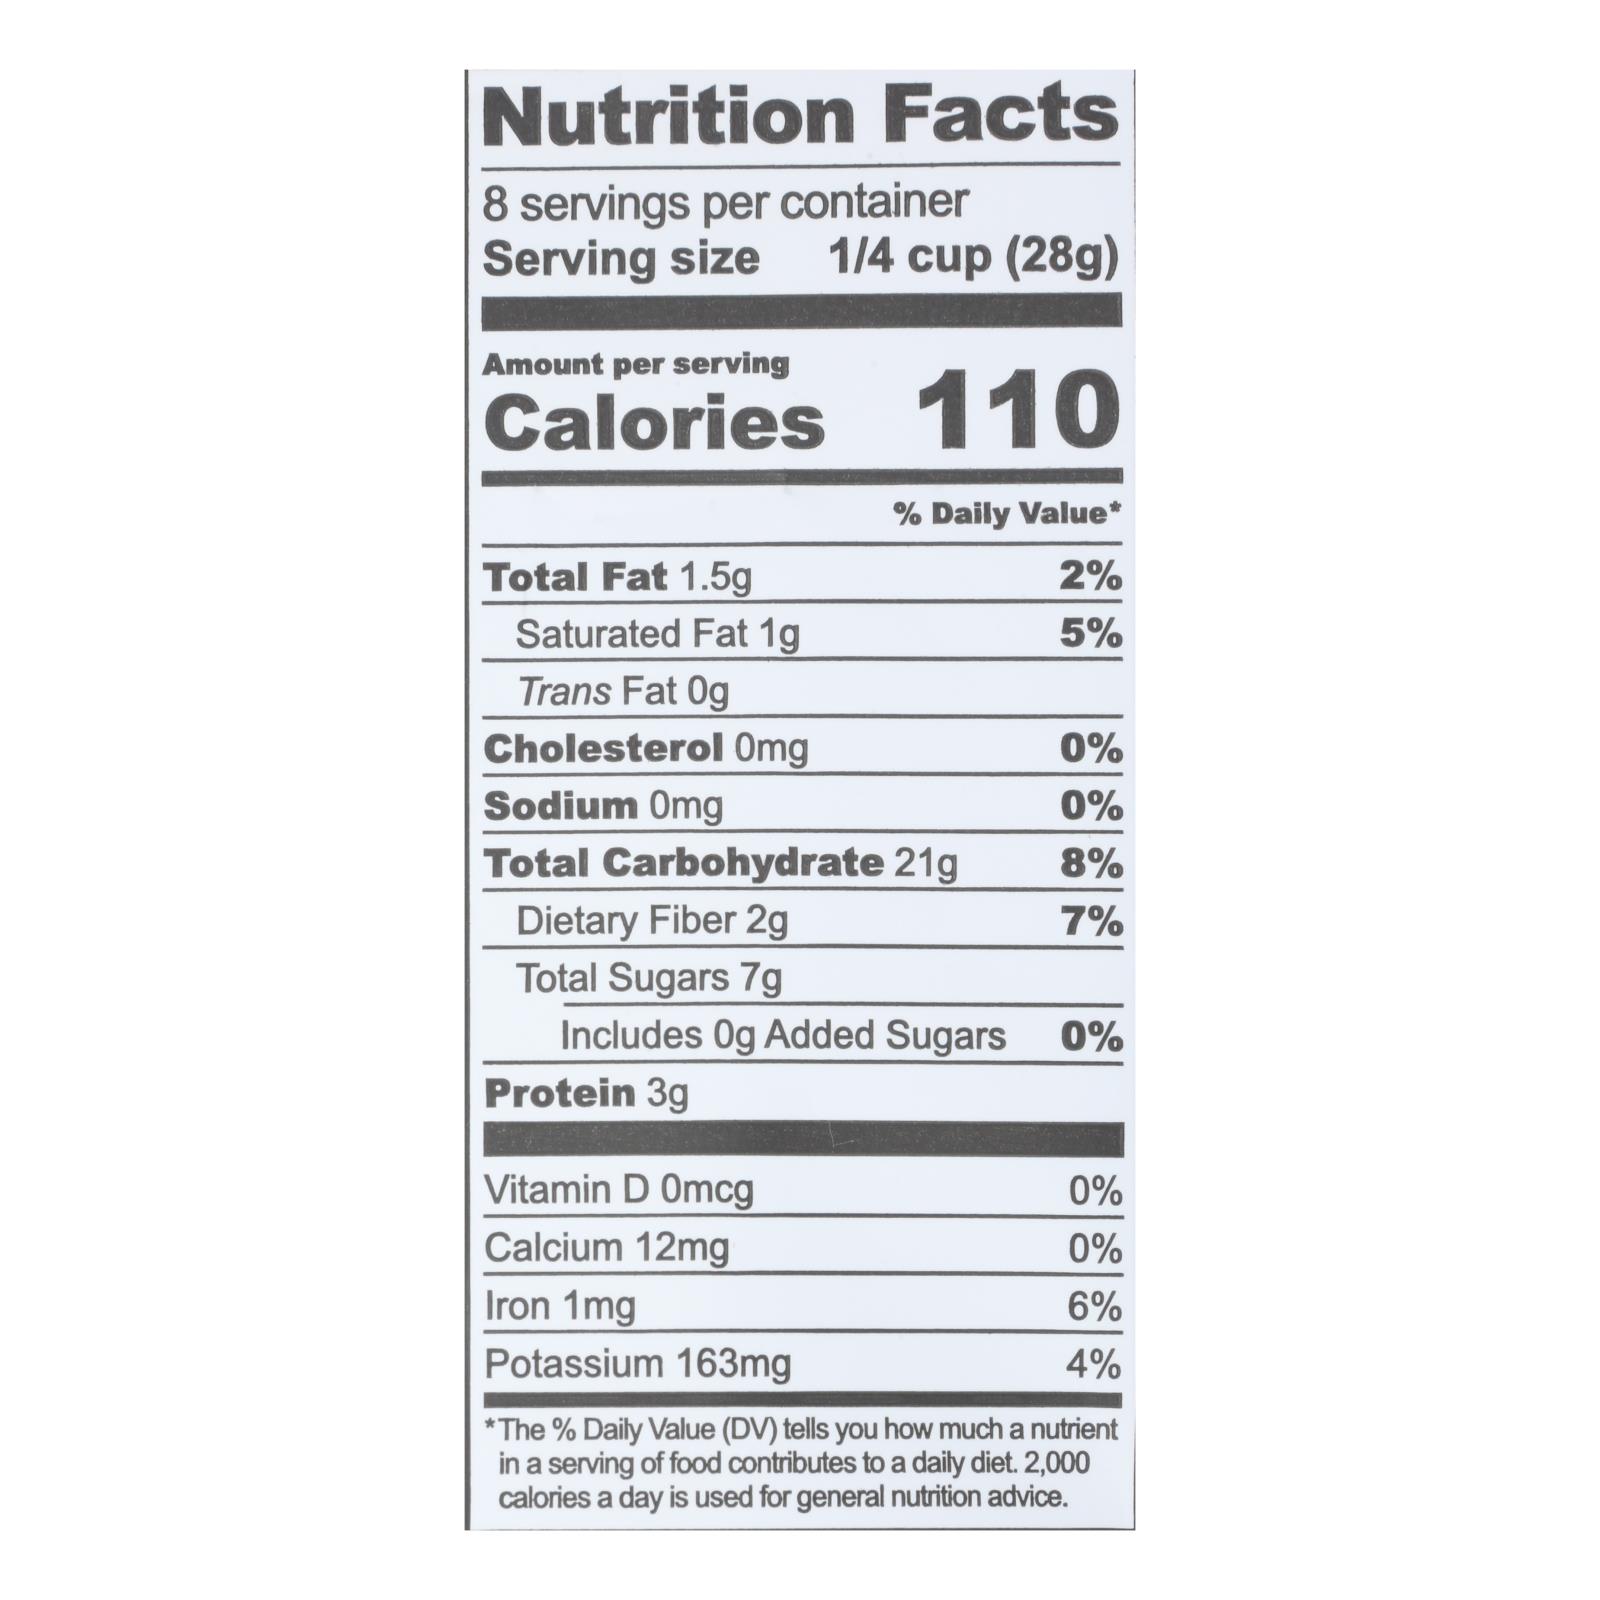 Nutrition Facts
8 servings per container
Serving size 1/4 cup (28g)
Amount per serving
Calories 110
% Daily Value*
Total Fat 1.5g 2%
Saturated Fat 1g 5%
Trans Fat 0g
Cholesterol 0mg 0%
Sodium 0mg 0%
Total Carbohydrate 21g 8%
Dietary Fiber 2g 7%
Total Sugars 7g
Includes 0g Added Sugars 0%
Protein 3g
Vitamin D 0mcg 0%
Calcium 12mg 0%
Iron 1mg 6%
Potassium 163mg 4%
*The % Daily Value (DV) tells you how much a nutrient
in a serving of food contributes to a daily diet. 2,000
calories a day is used for general nutrition advice.